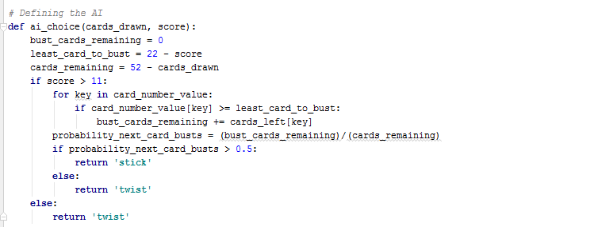 # Defining the AI
def ai_choice(cards_drawn, score):
    bust_cards_remaining = 0
    least_card_to_bust = 22 - score
    cards_remaining = 52 - cards_drawn
    if score > 11:
        for key in card_number_value:
            if card_number_value[key] >= least_card_to_bust:
                bust_cards_remaining += cards_left[key]
        probability_next_card_busts = (bust_cards_remaining)/(cards_remaining)
        if probability_next_card_busts > 0.5:
            return 'stick'
        else:
            return 'twist'
    else:
        return 'twist'